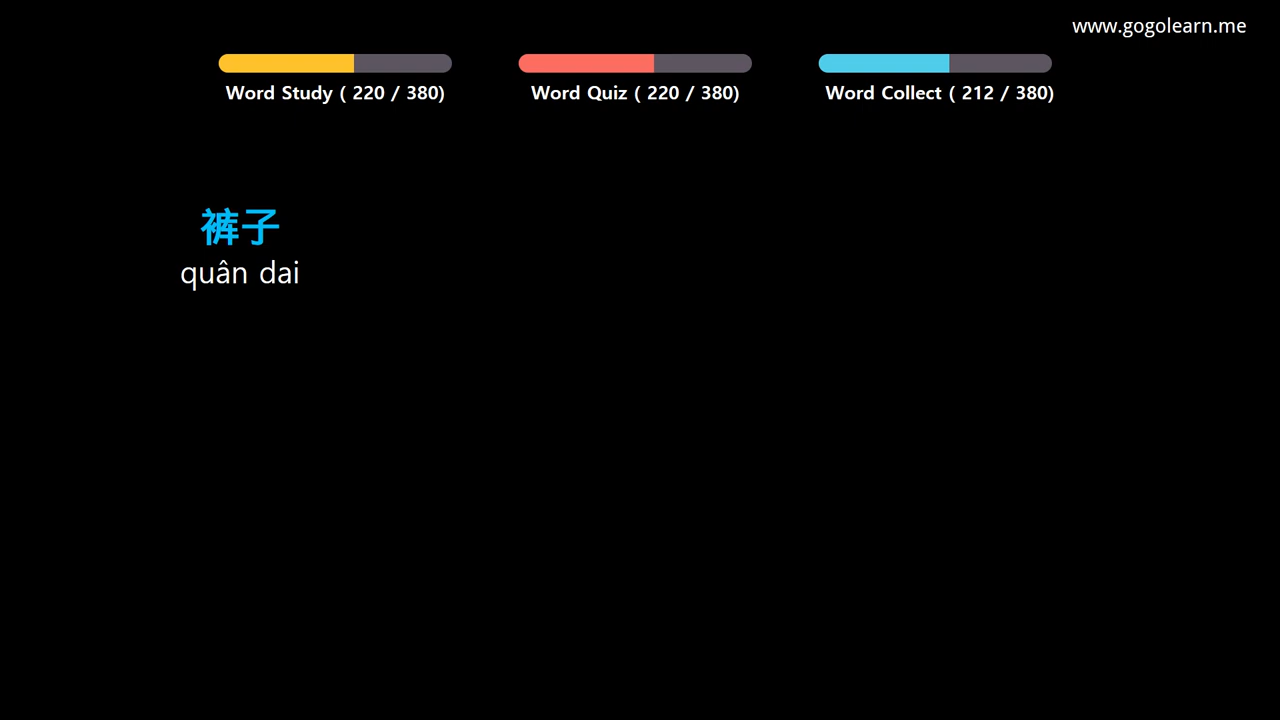 www.gogolearn.me
Word Study ( 220 / 380)
Word Quiz ( 220 / 380)
Word Collect ( 212 / 380)
裤子
quân dai